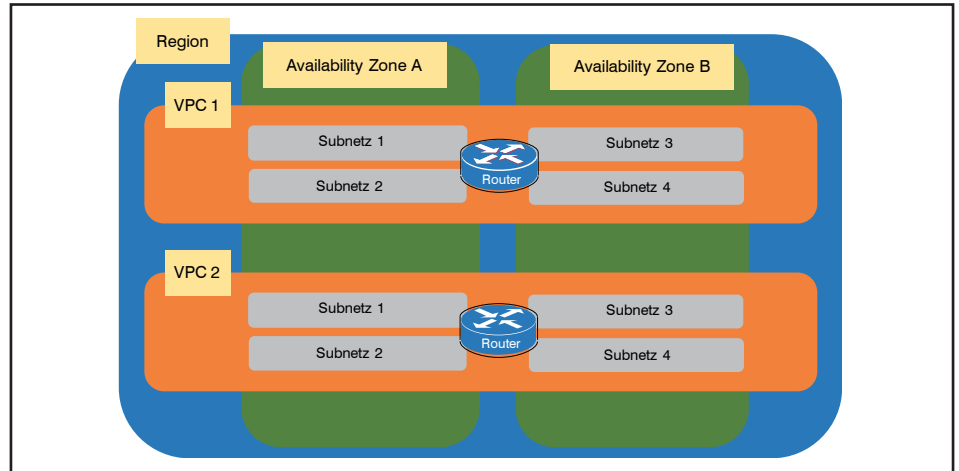 Region
Availability Zone A
Availability Zone B
VPC 1
Subnetz 1
Subnetz 3
Subnetz 2
Router
Subnetz 4
VPC 2
Subnetz 1
Subnetz 3
Subnetz 2
Router
Subnetz 4